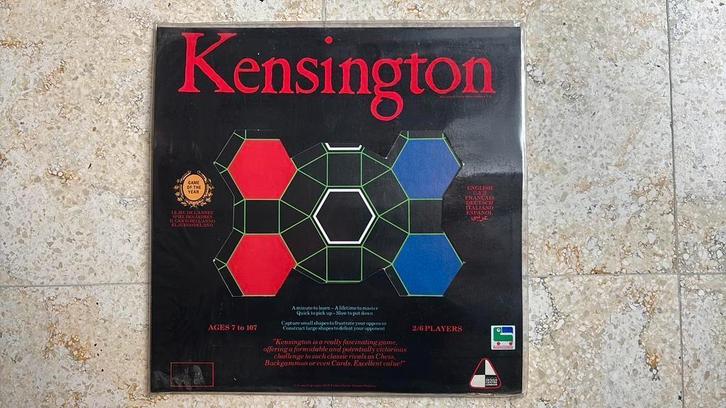 Kensington
GAME
OF THE
YEAR
LE JEU DE L'ANNEE
SPIEL DES JAHRES
IL GIOCO DELL'ANNO
EL JUEGO DEL ANO
ENGLISH
FRANÇAIS
DEUTSCH
ITALIANO
ESPAÑOL
عربي
A minute to learn – A lifetime to master
Quick to pick up – Slow to put down
Capture small shapes to frustrate your opponent
Construct large shapes to defeat your opponent
AGES 7 to 107
2/6 PLAYERS
"Kensington is a really fascinating game,
offering a formidable and potentially victorious
challenge to such classic rivals as Chess,
Backgammon or even Cards. Excellent value!"